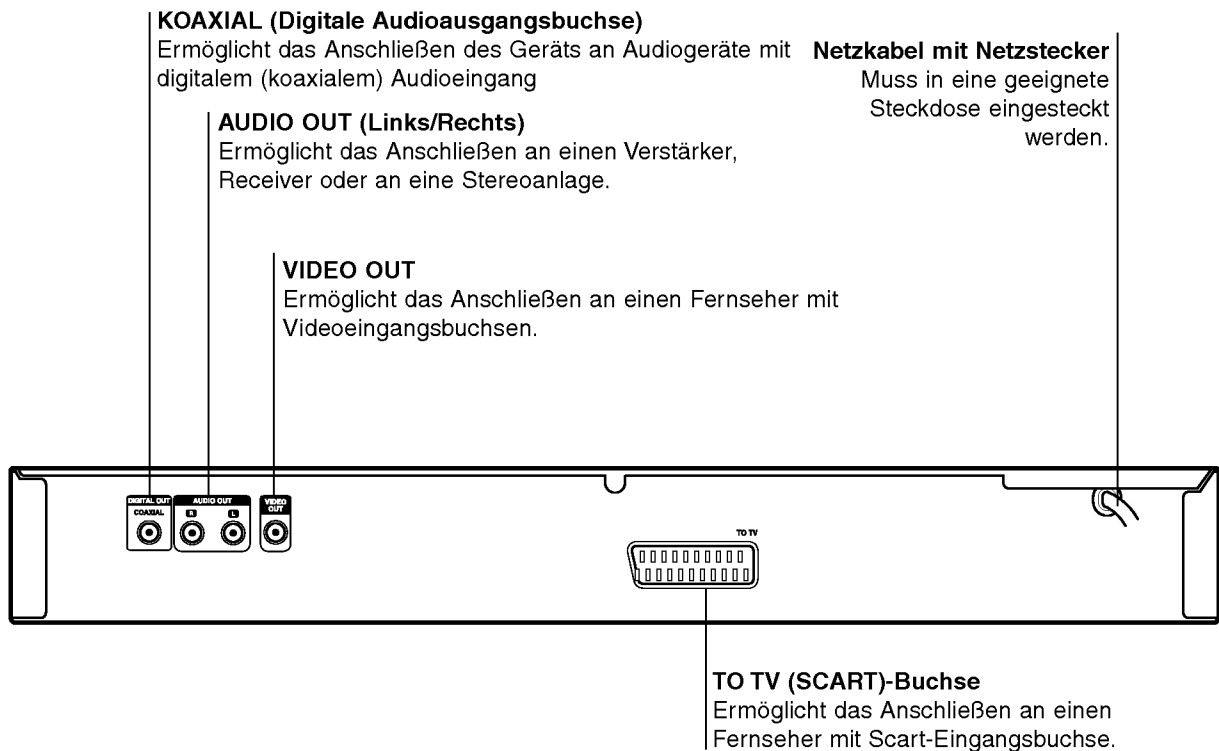 KOAXIAL (Digitale Audioausgangsbuchse)
Ermöglicht das Anschließen des Geräts an Audiogeräte mit
digitalem (koaxialem) Audioeingang
Netzkabel mit Netzstecker
Muss in eine geeignete
Steckdose eingesteckt
werden.
AUDIO OUT (Links/Rechts)
Ermöglicht das Anschließen an einen Verstärker,
Receiver oder an eine Stereoanlage.
VIDEO OUT
Ermöglicht das Anschließen an einen Fernseher mit
Videoeingangsbuchsen.
DIGITAL OUT
COAXIAL
AUDIO OUT
R
L
VIDEO
OUT
TO TV
TO TV (SCART)-Buchse
Ermöglicht das Anschließen an einen
Fernseher mit Scart-Eingangsbuchse.